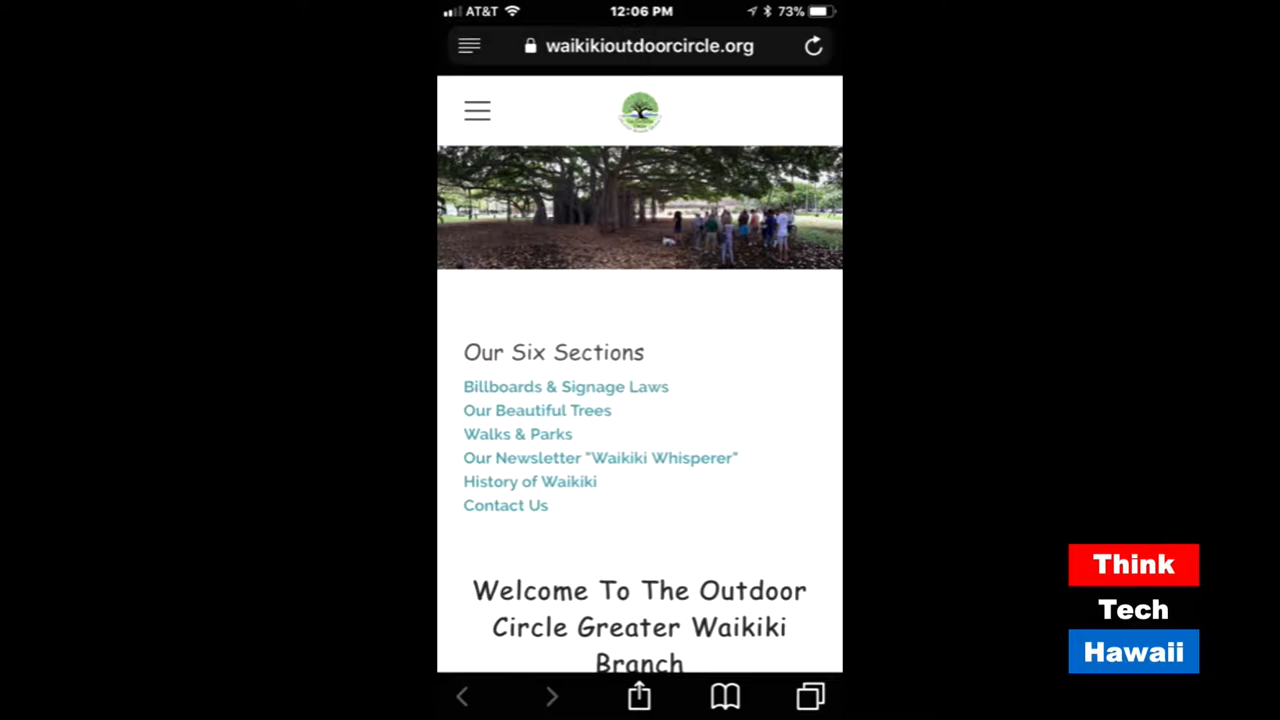 AT&T 12:06 PM 73%
waikikioutdoorcircle.org
Our Six Sections
Billboards & Signage Laws
Our Beautiful Trees
Walks & Parks
Our Newsletter "Waikiki Whisperer"
History of Waikiki
Contact Us
Welcome To The Outdoor
Circle Greater Waikiki
Branch
Think
Tech
Hawaii